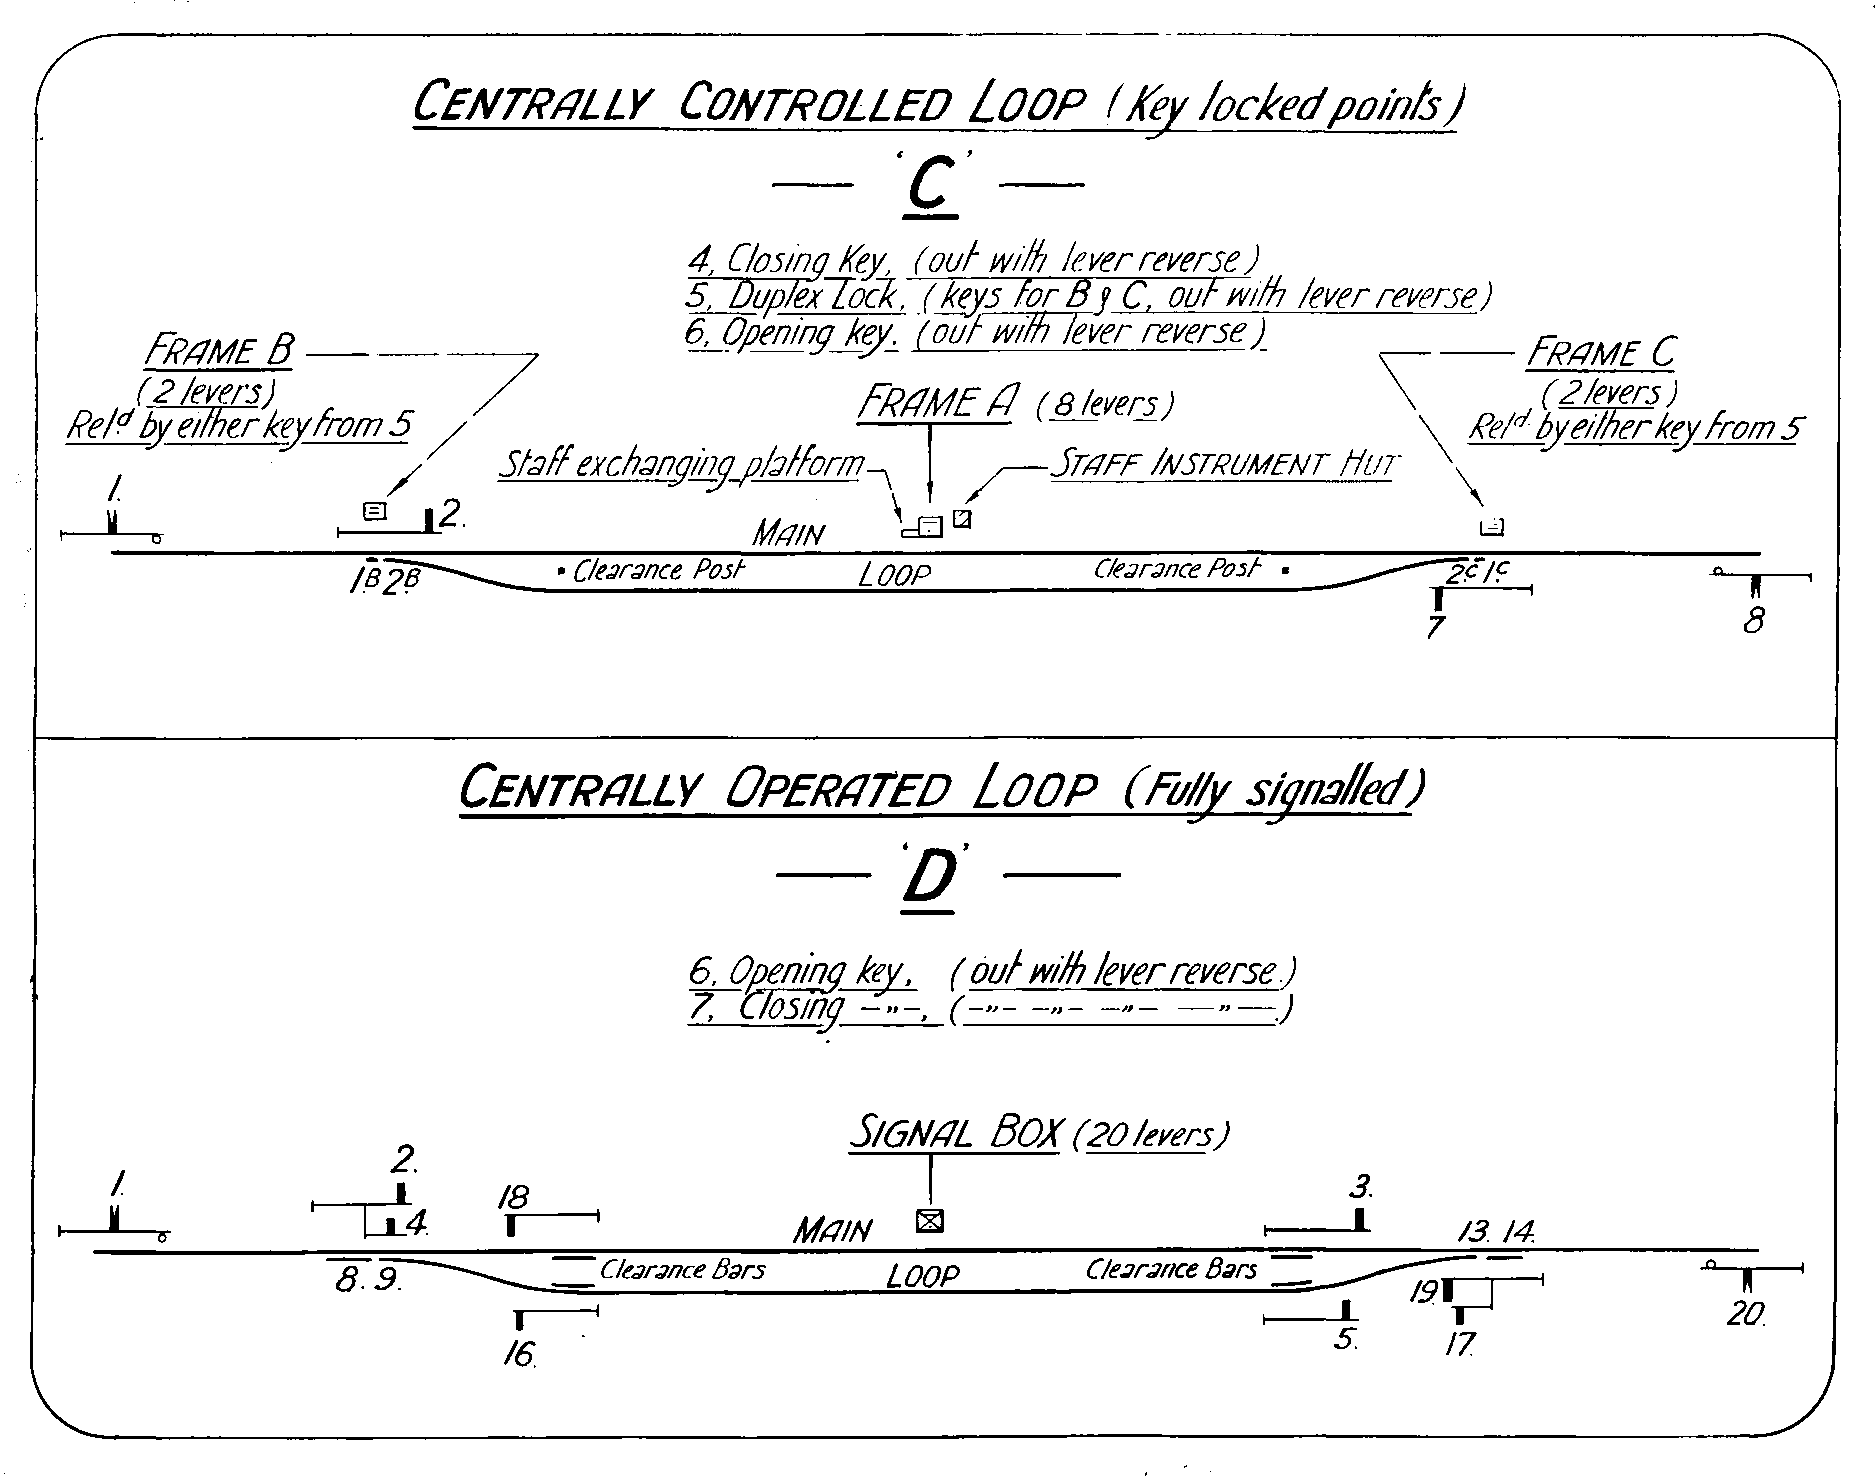 CENTRALLY CONTROLLED LOOP (Key locked points)
— 'C' —
4, Closing Key, (out with lever reverse)
5, Duplex Lock, (keys for B & C, out with lever reverse)
6, Opening key, (out with lever reverse)
FRAME B
(2 levers)
Relᵈ by either key from 5
FRAME A (8 levers)
FRAME C
(2 levers)
Relᵈ by either key from 5
Staff exchanging platform
STAFF INSTRUMENT HUT
1.
2.
MAIN
Clearance Post
LOOP
Clearance Post
1B 2B
2C 1C
7
8
CENTRALLY OPERATED LOOP (Fully signalled)
— 'D' —
6, Opening key, (out with lever reverse.)
7, Closing –"–, (–"– –"– –"– —"—.)
SIGNAL BOX (20 levers)
1.
2.
4.
18
MAIN
3.
13. 14.
8. 9.
Clearance Bars
LOOP
Clearance Bars
16.
5.
19
17.
20.